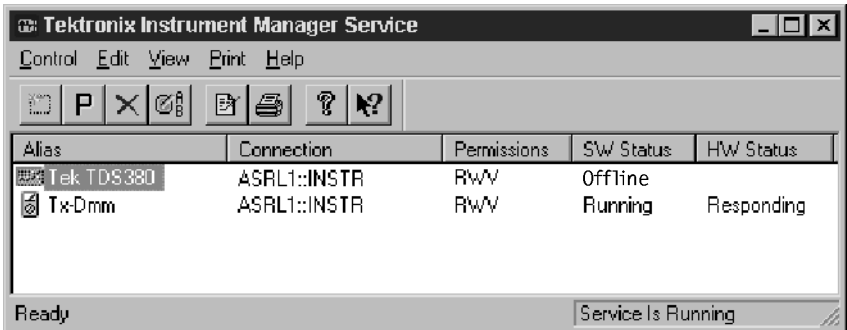 Tektronix Instrument Manager Service
Control Edit View Print Help
P
Alias Connection Permissions SW Status HW Status
Tek TDS380 ASRL1::INSTR RWV Offline
Tx-Dmm ASRL1::INSTR RWV Running Responding
Ready Service Is Running